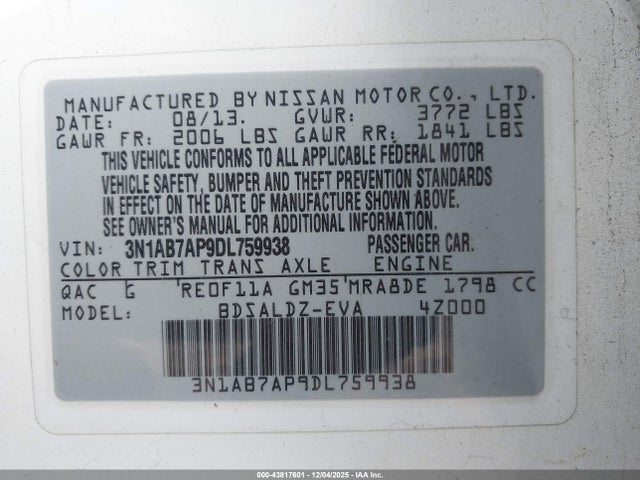 MANUFACTURED BY NISSAN MOTOR CO., LTD.
DATE: 08/13. GVWR: 3772 LBS
GAWR FR: 2006 LBS GAWR RR: 1841 LBS
THIS VEHICLE CONFORMS TO ALL APPLICABLE FEDERAL MOTOR
VEHICLE SAFETY, BUMPER AND THEFT PREVENTION STANDARDS
IN EFFECT ON THE DATE OF MANUFACTURE SHOWN ABOVE.
SEE OWNER'S MANUAL FOR ADDITIONAL INFORMATION.
VIN: 3N1AB7AP9DL759938 PASSENGER CAR.
COLOR TRIM TRANS AXLE ENGINE
QAC G RE0F11A GM35 MRA8DE 1798 CC
MODEL: BDSALDZ-EVA 4Z000
3N1AB7AP9DL759938
000-43817601 - 12/04/2025 - IAA Inc.